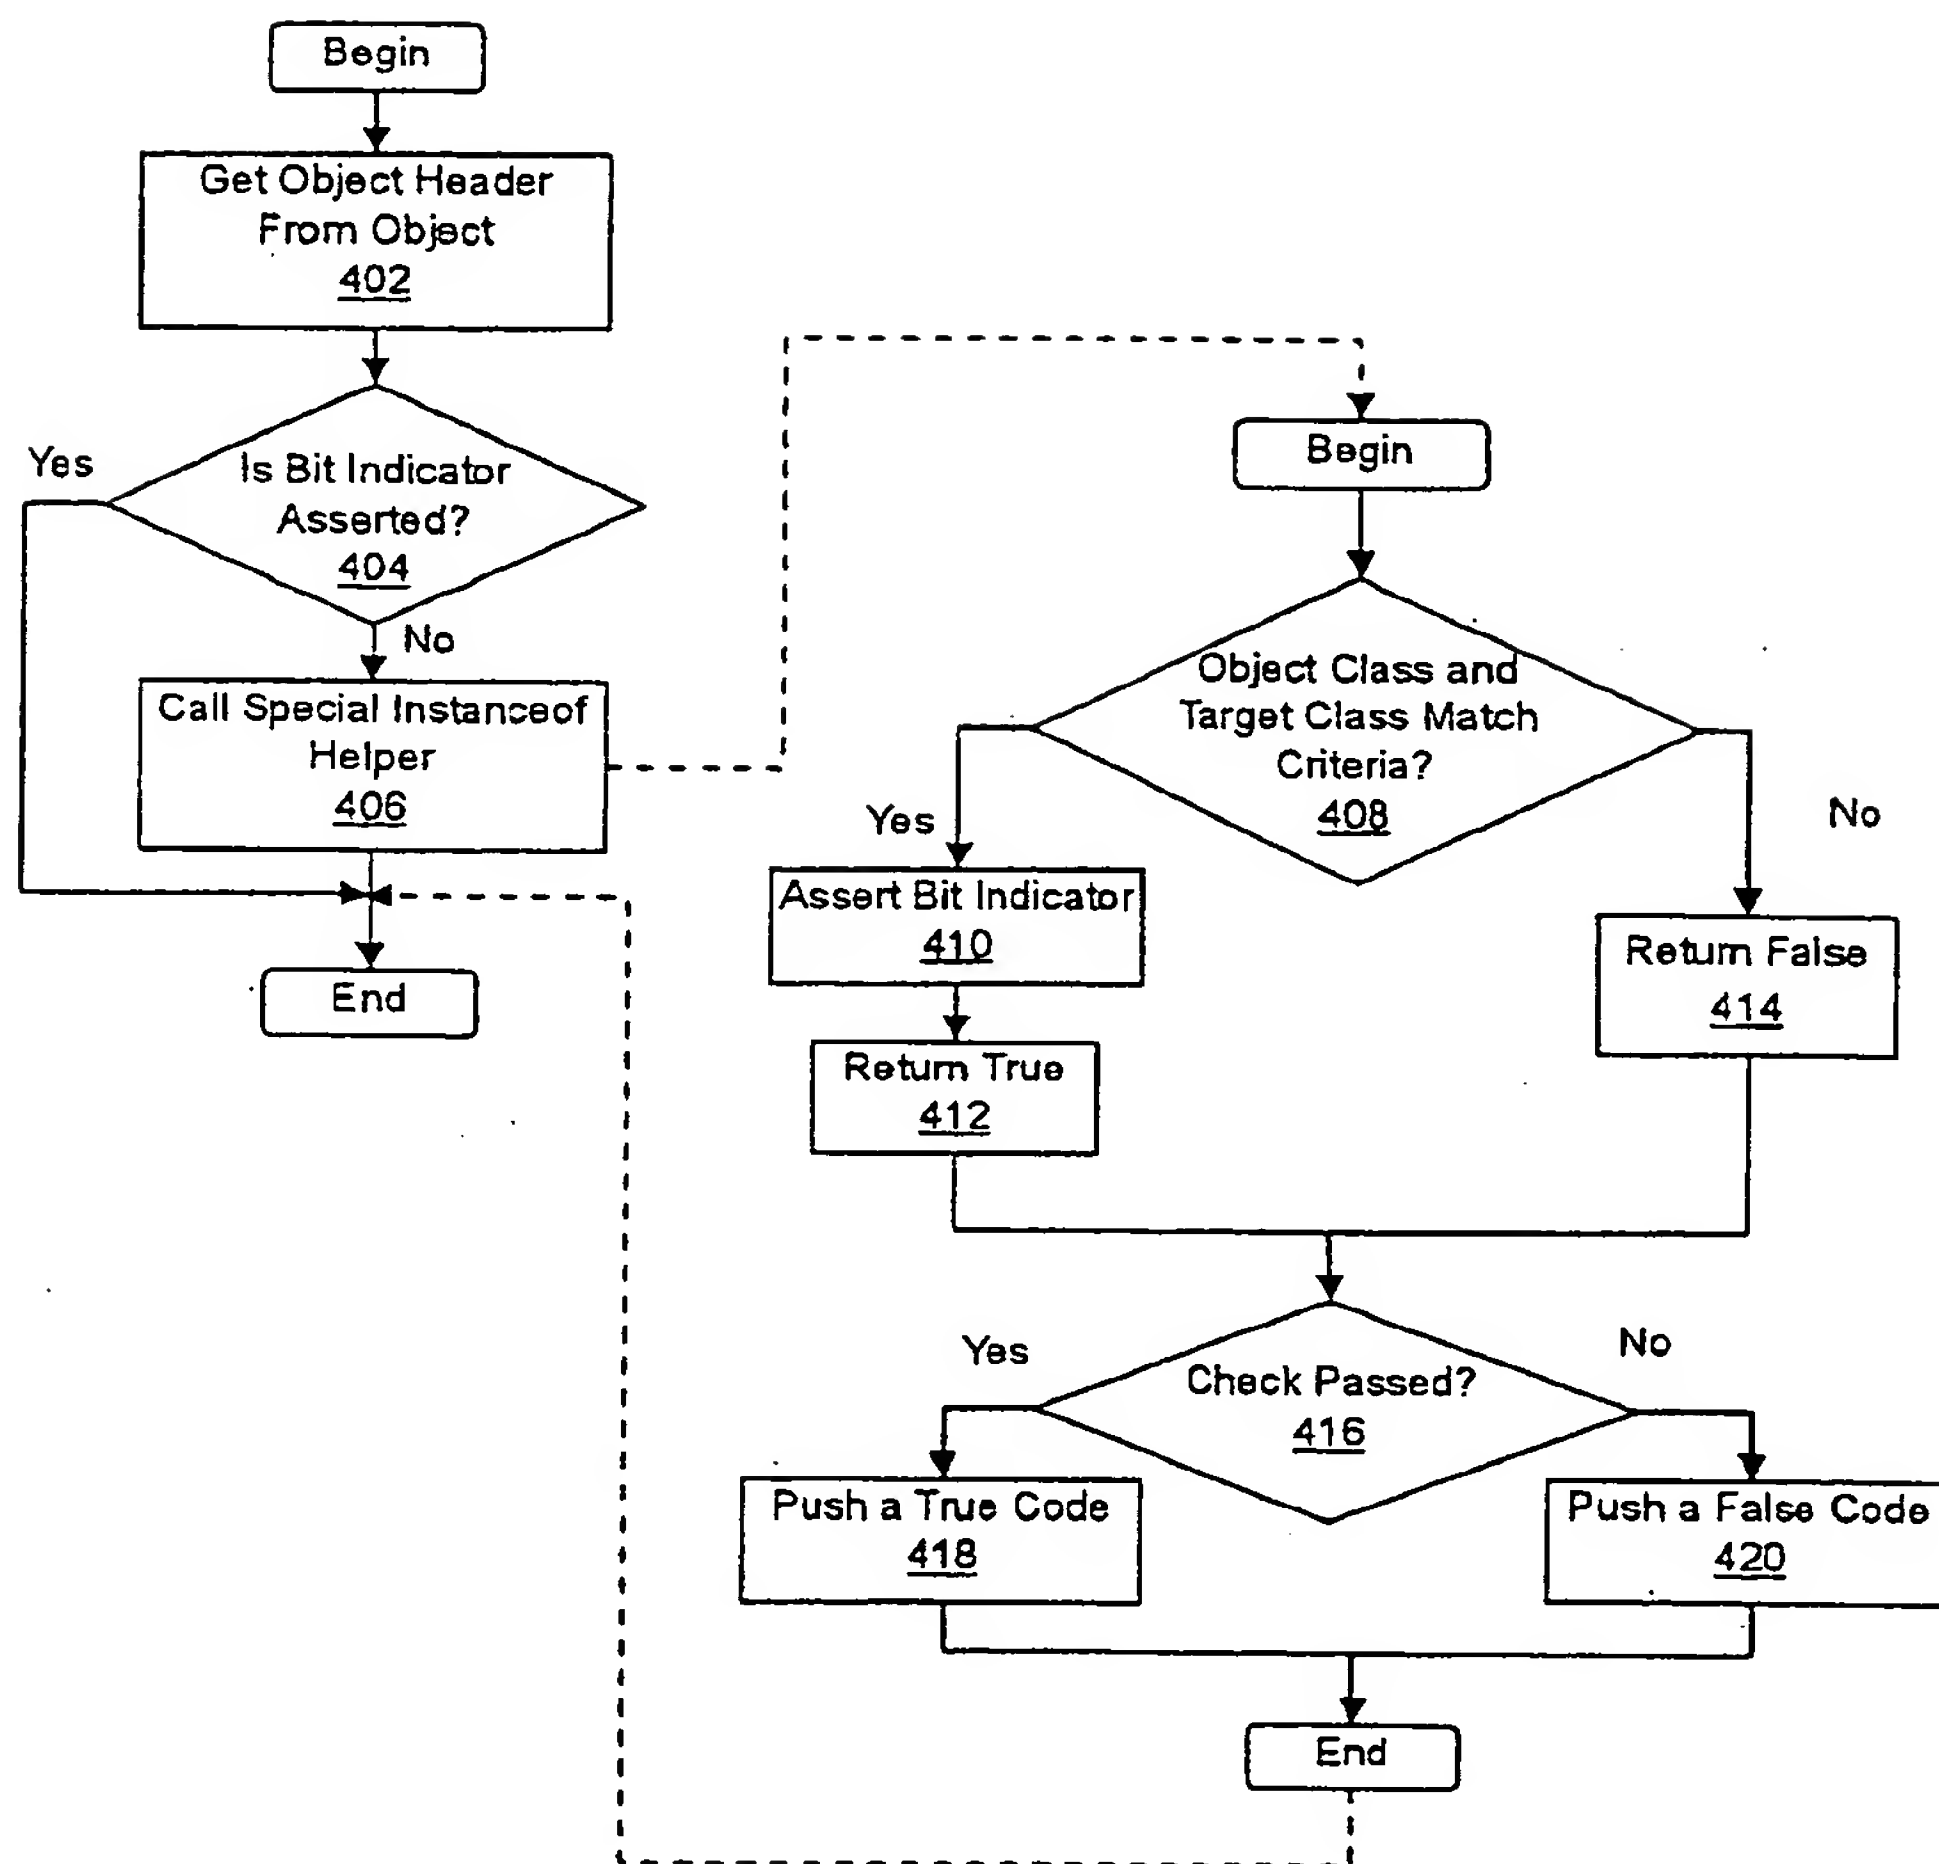 Begin
Get Object Header
From Object
402
Yes
Is Bit Indicator
Asserted?
404
No
Call Special Instanceof
Helper
406
End
Begin
Object Class and
Target Class Match
Criteria?
408
Yes
No
Assert Bit Indicator
410
Return False
414
Return True
412
Yes
No
Check Passed?
416
Push a True Code
418
Push a False Code
420
End